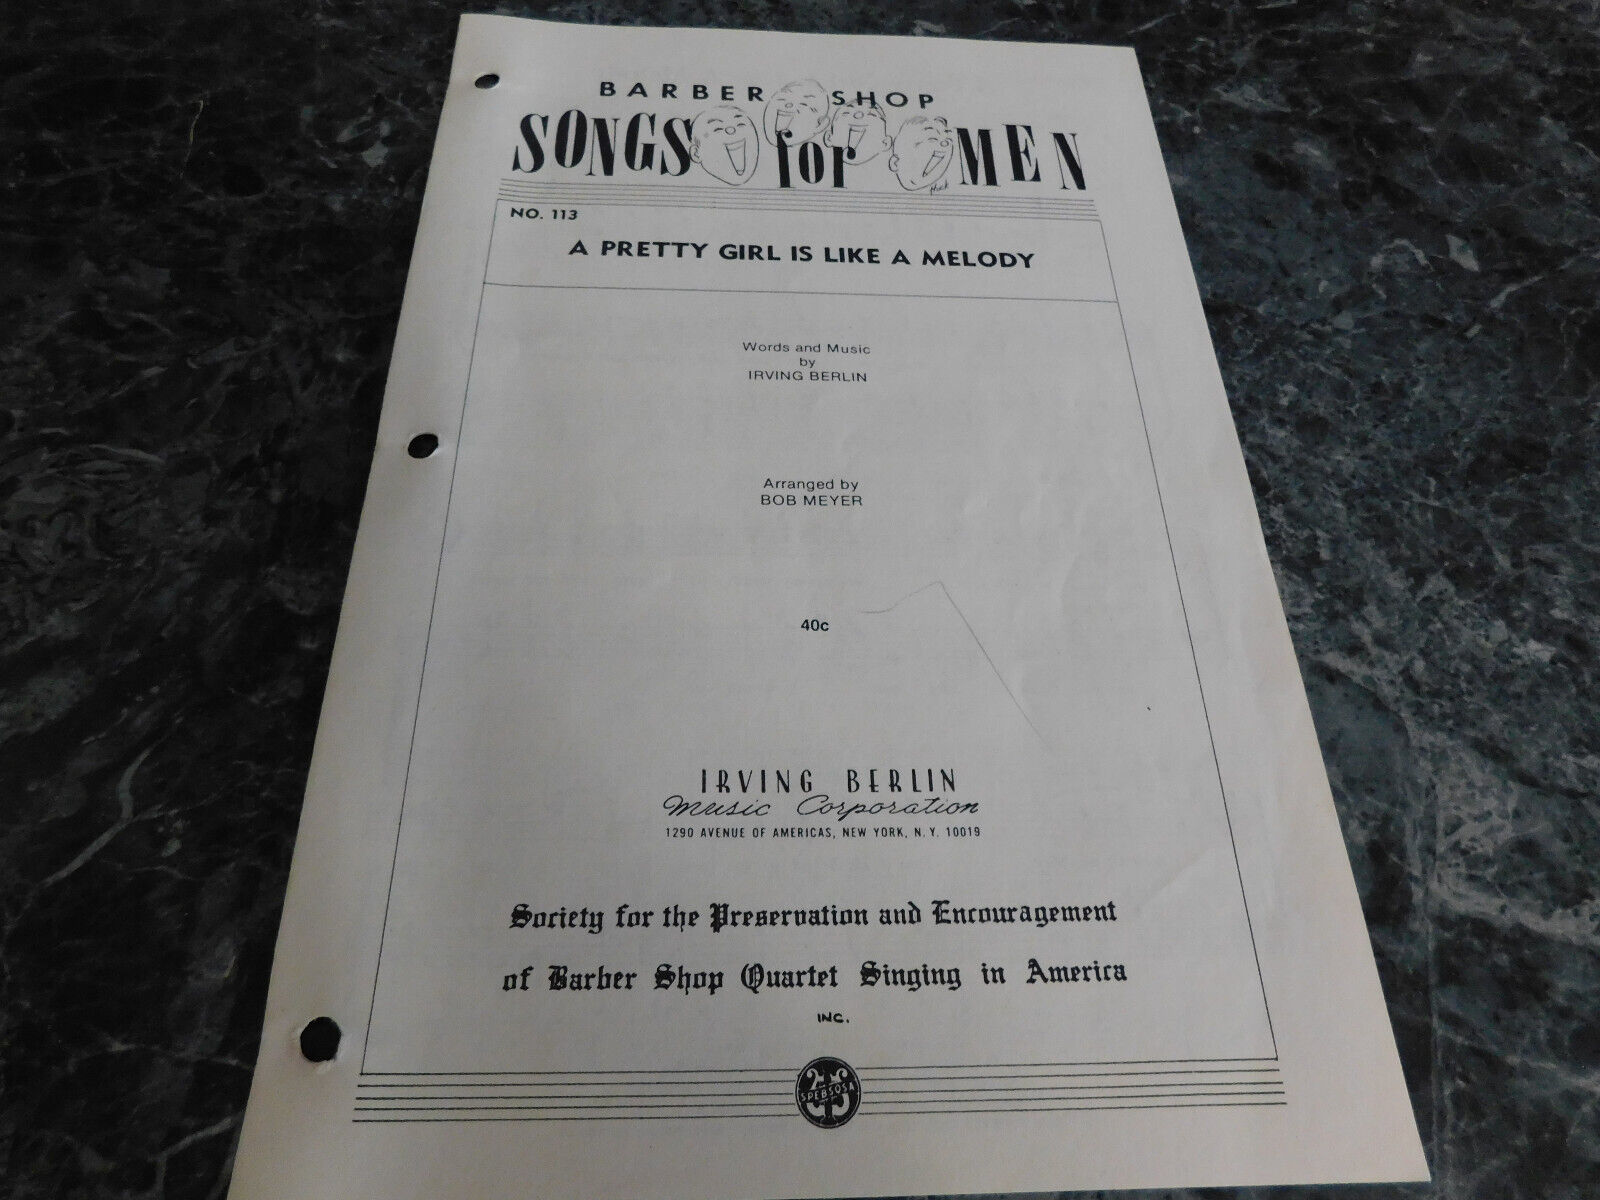 BARBER SHOP
SONGS for MEN
NO. 113
A PRETTY GIRL IS LIKE A MELODY
Words and Music
by
IRVING BERLIN
Arranged by
BOB MEYER
40c
IRVING BERLIN
Music Corporation
1290 AVENUE OF AMERICAS, NEW YORK, N. Y. 10019
Society for the Preservation and Encouragement
of Barber Shop Quartet Singing in America
INC.
SPEBSQSA